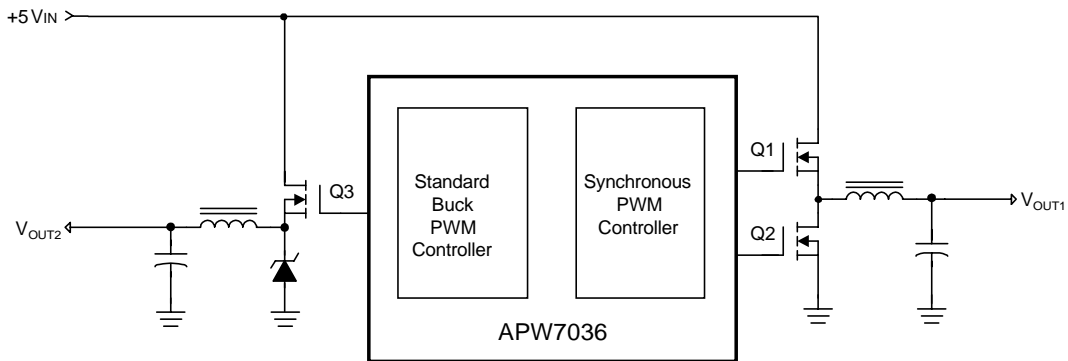 +5 VIN
Q3
Standard
Buck
PWM
Controller
Synchronous
PWM
Controller
Q1
Q2
VOUT2
VOUT1
APW7036